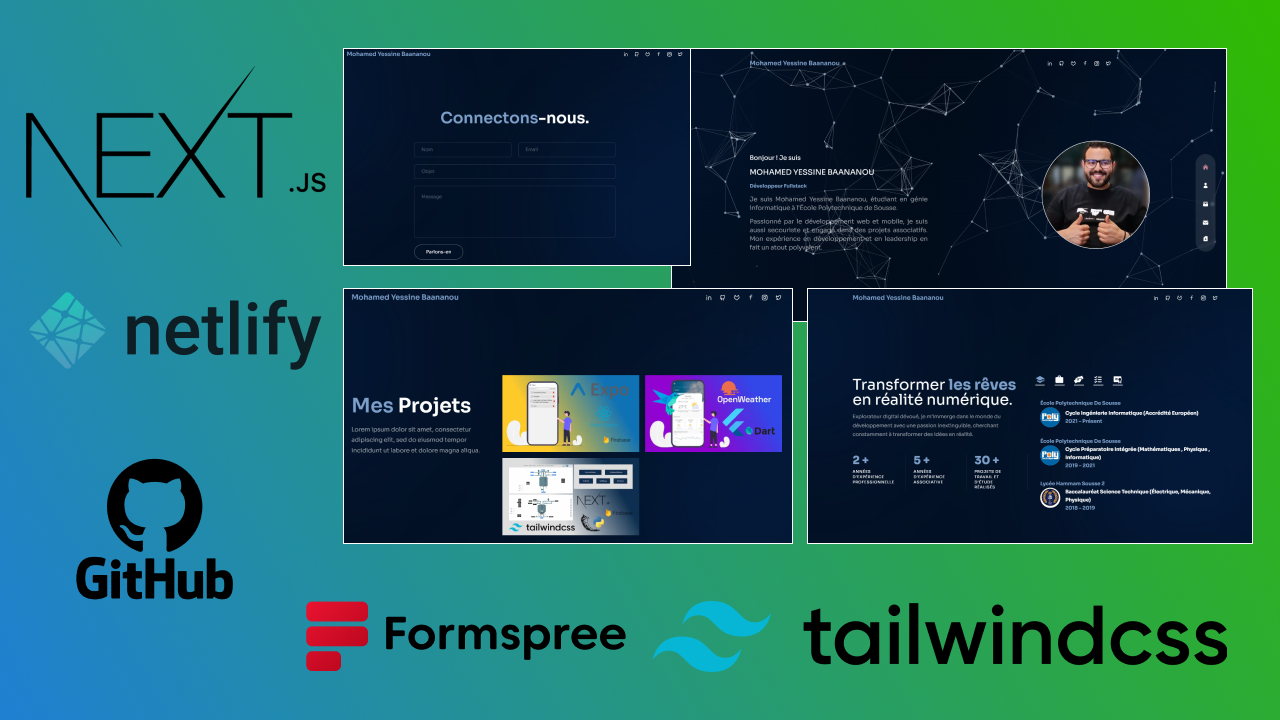 NEXT.JS
netlify
GitHub
Formspree
tailwindcss
Mohamed Yessine Baananou
Connectons-nous.
Nom
Email
Objet
Message
Parlons-en
Mohamed Yessine Baananou
Bonjour ! Je suis
MOHAMED YESSINE BAANANOU
Développeur Fullstack
Je suis Mohamed Yessine Baananou, étudiant en génie
informatique à l'École Polytechnique de Sousse.
Passionné par le développement web et mobile, je suis
aussi secouriste et engagé dans des projets associatifs.
Mon expérience en développement et en leadership en
fait un atout polyvalent.
Mohamed Yessine Baananou
Mes Projets
Lorem ipsum dolor sit amet, consectetur
adipiscing elit, sed do eiusmod tempor
incididunt ut labore et dolore magna aliqua.
Expo
Firebase
OpenWeather
Dart
NEXT.JS
Firebase
tailwindcss
Mohamed Yessine Baananou
Transformer les rêves
en réalité numérique.
Explorateur digital dévoué, je m'immerge dans le monde du
développement avec une passion inextinguible, cherchant
constamment à transformer des idées en réalité.
2 +
ANNÉES
D'EXPÉRIENCE
PROFESSIONNELLE
5 +
ANNÉES
D'EXPÉRIENCE
ASSOCIATIVE
30 +
PROJETS DE
TRAVAIL ET
D'ÉTUDE
RÉALISÉS
École Polytechnique De Sousse
Poly
Cycle Ingénierie Informatique (Accrédité Européen)
2021 - Présent
École Polytechnique De Sousse
Poly
Cycle Préparatoire Intégrée (Mathématiques , Physique ,
Informatique)
2019 - 2021
Lycée Hammam Sousse 2
Baccalauréat Science Technique (Électrique, Mécanique,
Physique)
2018 - 2019